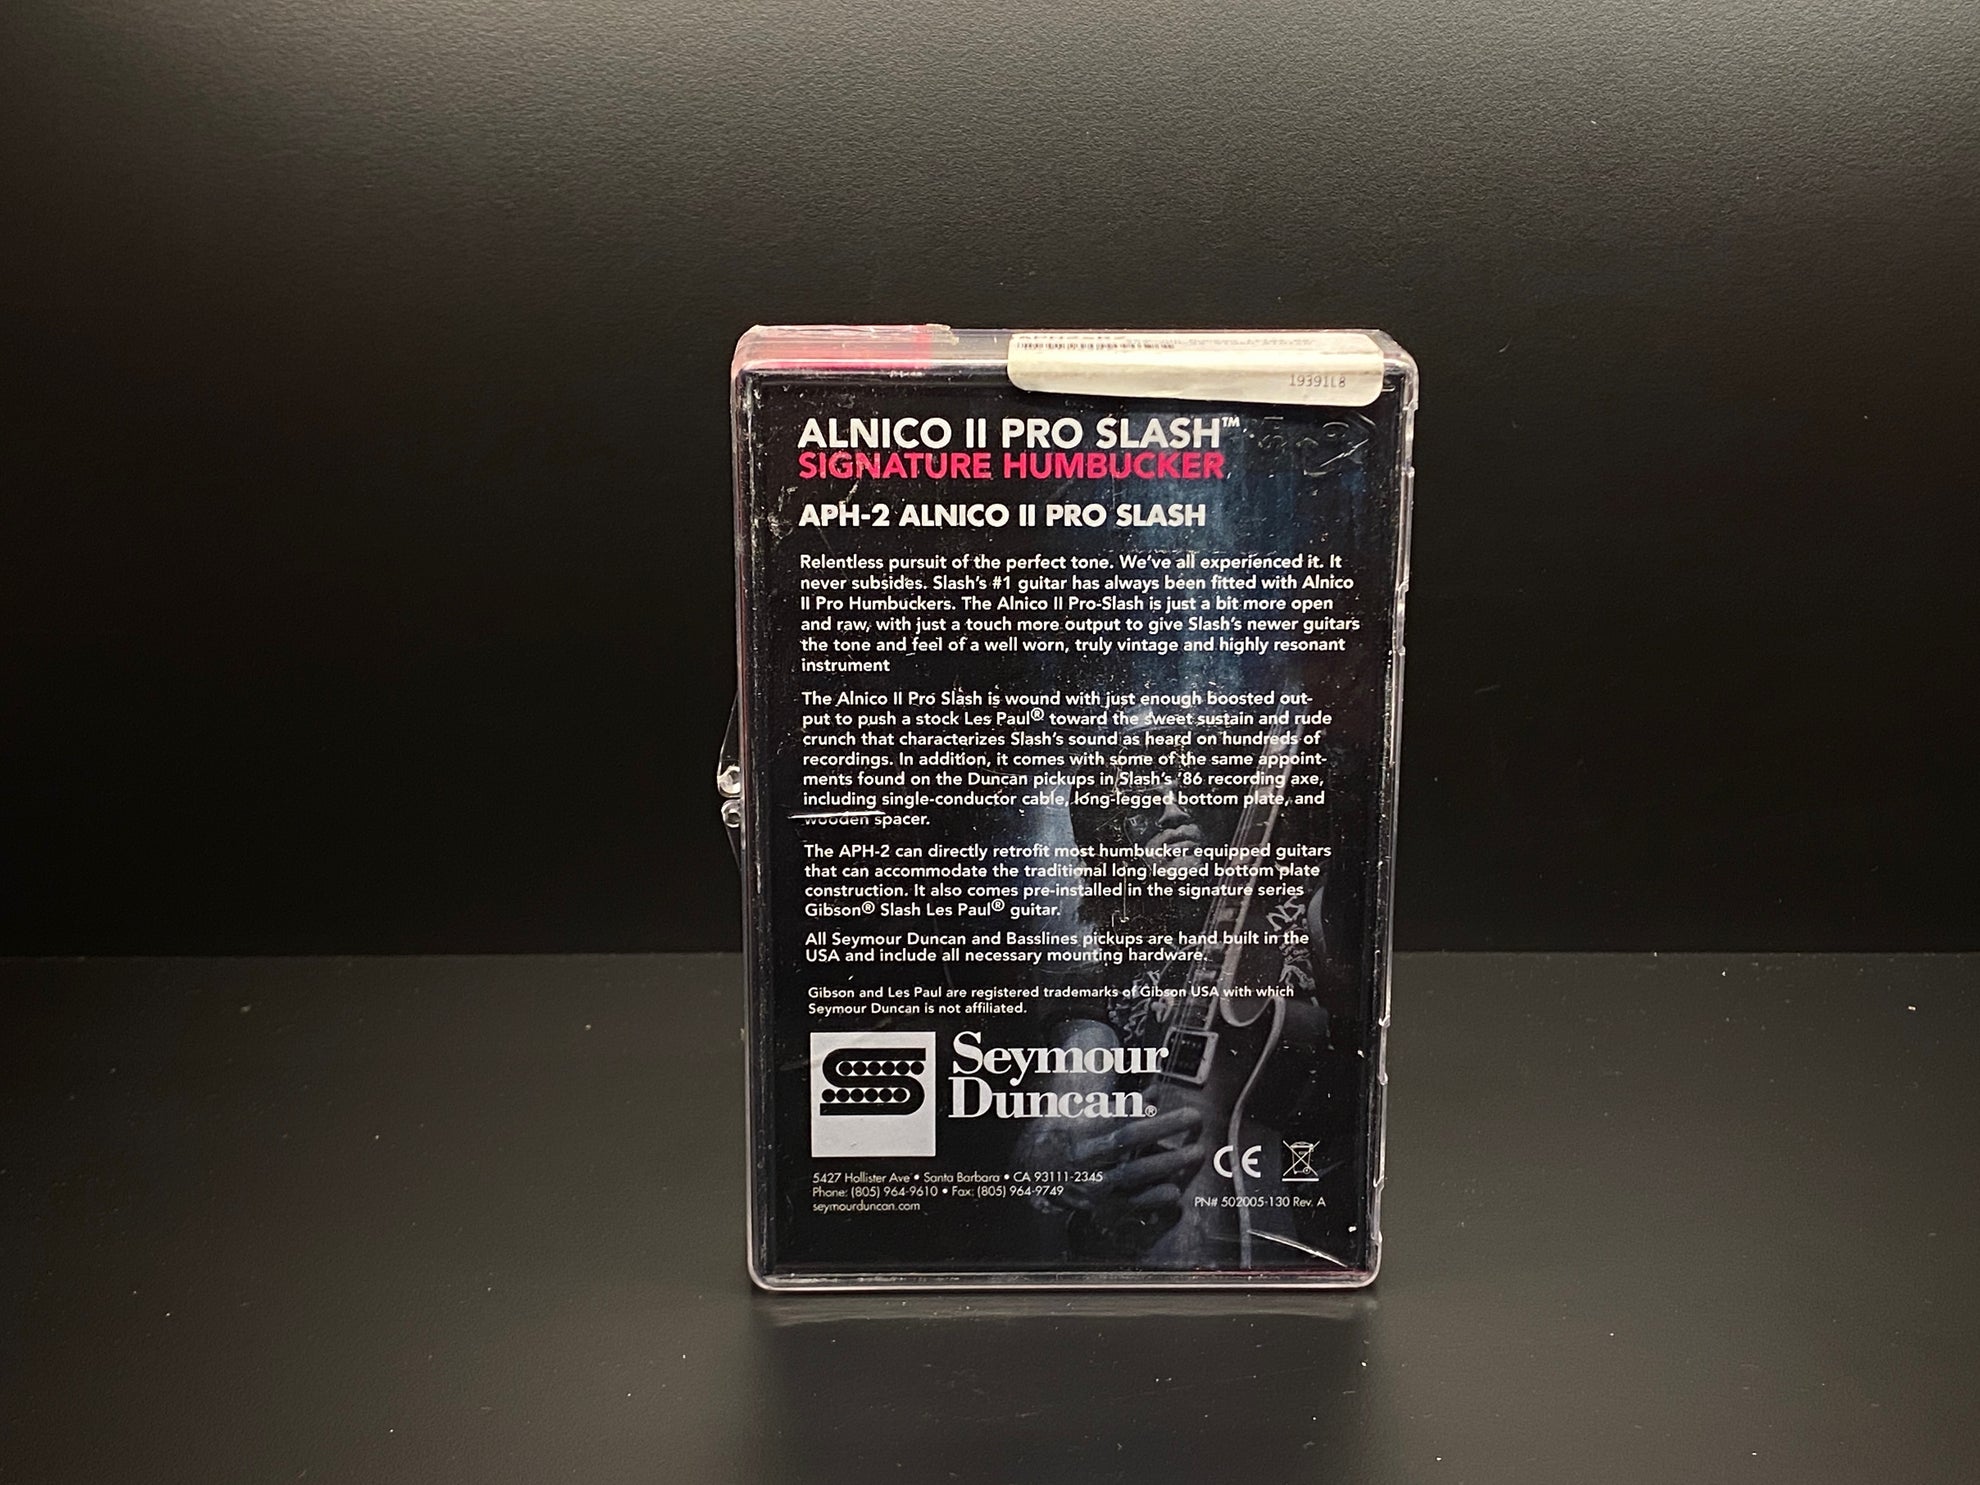 19391L8
ALNICO II PRO SLASH™
SIGNATURE HUMBUCKER
APH-2 ALNICO II PRO SLASH
Relentless pursuit of the perfect tone. We've all experienced it. It
never subsides. Slash's #1 guitar has always been fitted with Alnico
II Pro Humbuckers. The Alnico II Pro-Slash is just a bit more open
and raw, with just a touch more output to give Slash's newer guitars
the tone and feel of a well worn, truly vintage and highly resonant
instrument
The Alnico II Pro Slash is wound with just enough boosted out-
put to push a stock Les Paul® toward the sweet sustain and rude
crunch that characterizes Slash's sound as heard on hundreds of
recordings. In addition, it comes with some of the same appoint-
ments found on the Duncan pickups in Slash's '86 recording axe,
including single-conductor cable, long-legged bottom plate, and
wooden spacer.
The APH-2 can directly retrofit most humbucker equipped guitars
that can accommodate the traditional long legged bottom plate
construction. It also comes pre-installed in the signature series
Gibson® Slash Les Paul® guitar.
All Seymour Duncan and Basslines pickups are hand built in the
USA and include all necessary mounting hardware.
Gibson and Les Paul are registered trademarks of Gibson USA with which
Seymour Duncan is not affiliated.
Seymour
Duncan®
CE
5427 Hollister Ave • Santa Barbara • CA 93111-2345
Phone: (805) 964-9610 • Fax: (805) 964-9749
seymourduncan.com
PN# 502005-130 Rev. A